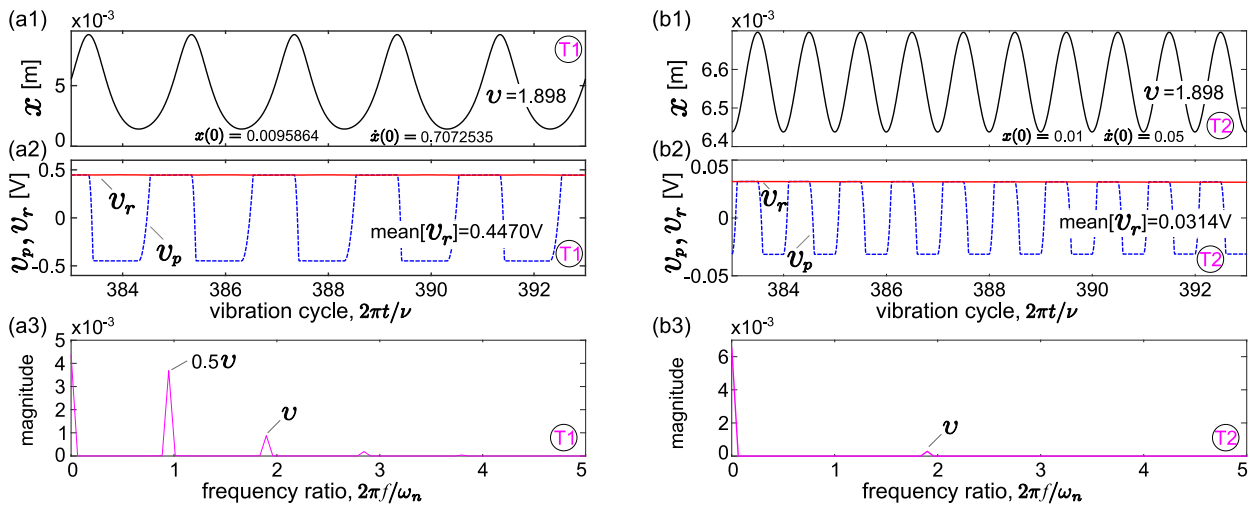 (a1) x10⁻³
10
5
0
x [m]
T1
υ =1.898
x(0) = 0.0095864 ẋ(0) = 0.7072535
(a2)
0.5
0
-0.5
υp, υr [V]
υr
υp
mean[υr]=0.4470V
T1
384 386 388 390 392
vibration cycle, 2πt/ν
(a3) x10⁻³
5
4
3
2
1
0
magnitude
0.5υ
υ
T1
0 1 2 3 4 5
frequency ratio, 2πf/ωn
(b1) x10⁻³
6.6
6.5
6.4
x [m]
υ =1.898
T2
x(0) = 0.01 ẋ(0) = 0.05
(b2)
0.05
0
-0.05
υp, υr [V]
υr
υp
mean[υr]=0.0314V
T2
384 386 388 390 392
vibration cycle, 2πt/ν
(b3) x10⁻³
6
4
2
0
magnitude
υ
T2
0 1 2 3 4 5
frequency ratio, 2πf/ωn